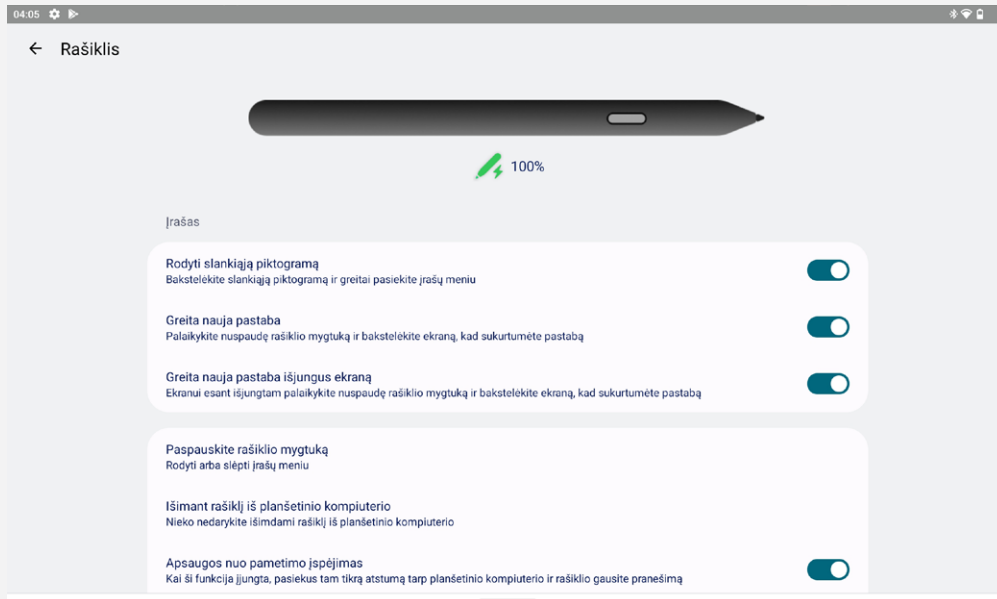 04:05
Rašiklis
100%
Įrašas
Rodyti slankiąją piktogramą
Bakstelėkite slankiąją piktogramą ir greitai pasiekite įrašų meniu
Greita nauja pastaba
Palaikykite nuspaudę rašiklio mygtuką ir bakstelėkite ekraną, kad sukurtumėte pastabą
Greita nauja pastaba išjungus ekraną
Ekranui esant išjungtam palaikykite nuspaudę rašiklio mygtuką ir bakstelėkite ekraną, kad sukurtumėte pastabą
Paspauskite rašiklio mygtuką
Rodyti arba slėpti įrašų meniu
Išimant rašiklį iš planšetinio kompiuterio
Nieko nedarykite išimdami rašiklį iš planšetinio kompiuterio
Apsaugos nuo pametimo įspėjimas
Kai ši funkcija įjungta, pasiekus tam tikrą atstumą tarp planšetinio kompiuterio ir rašiklio gausite pranešimą